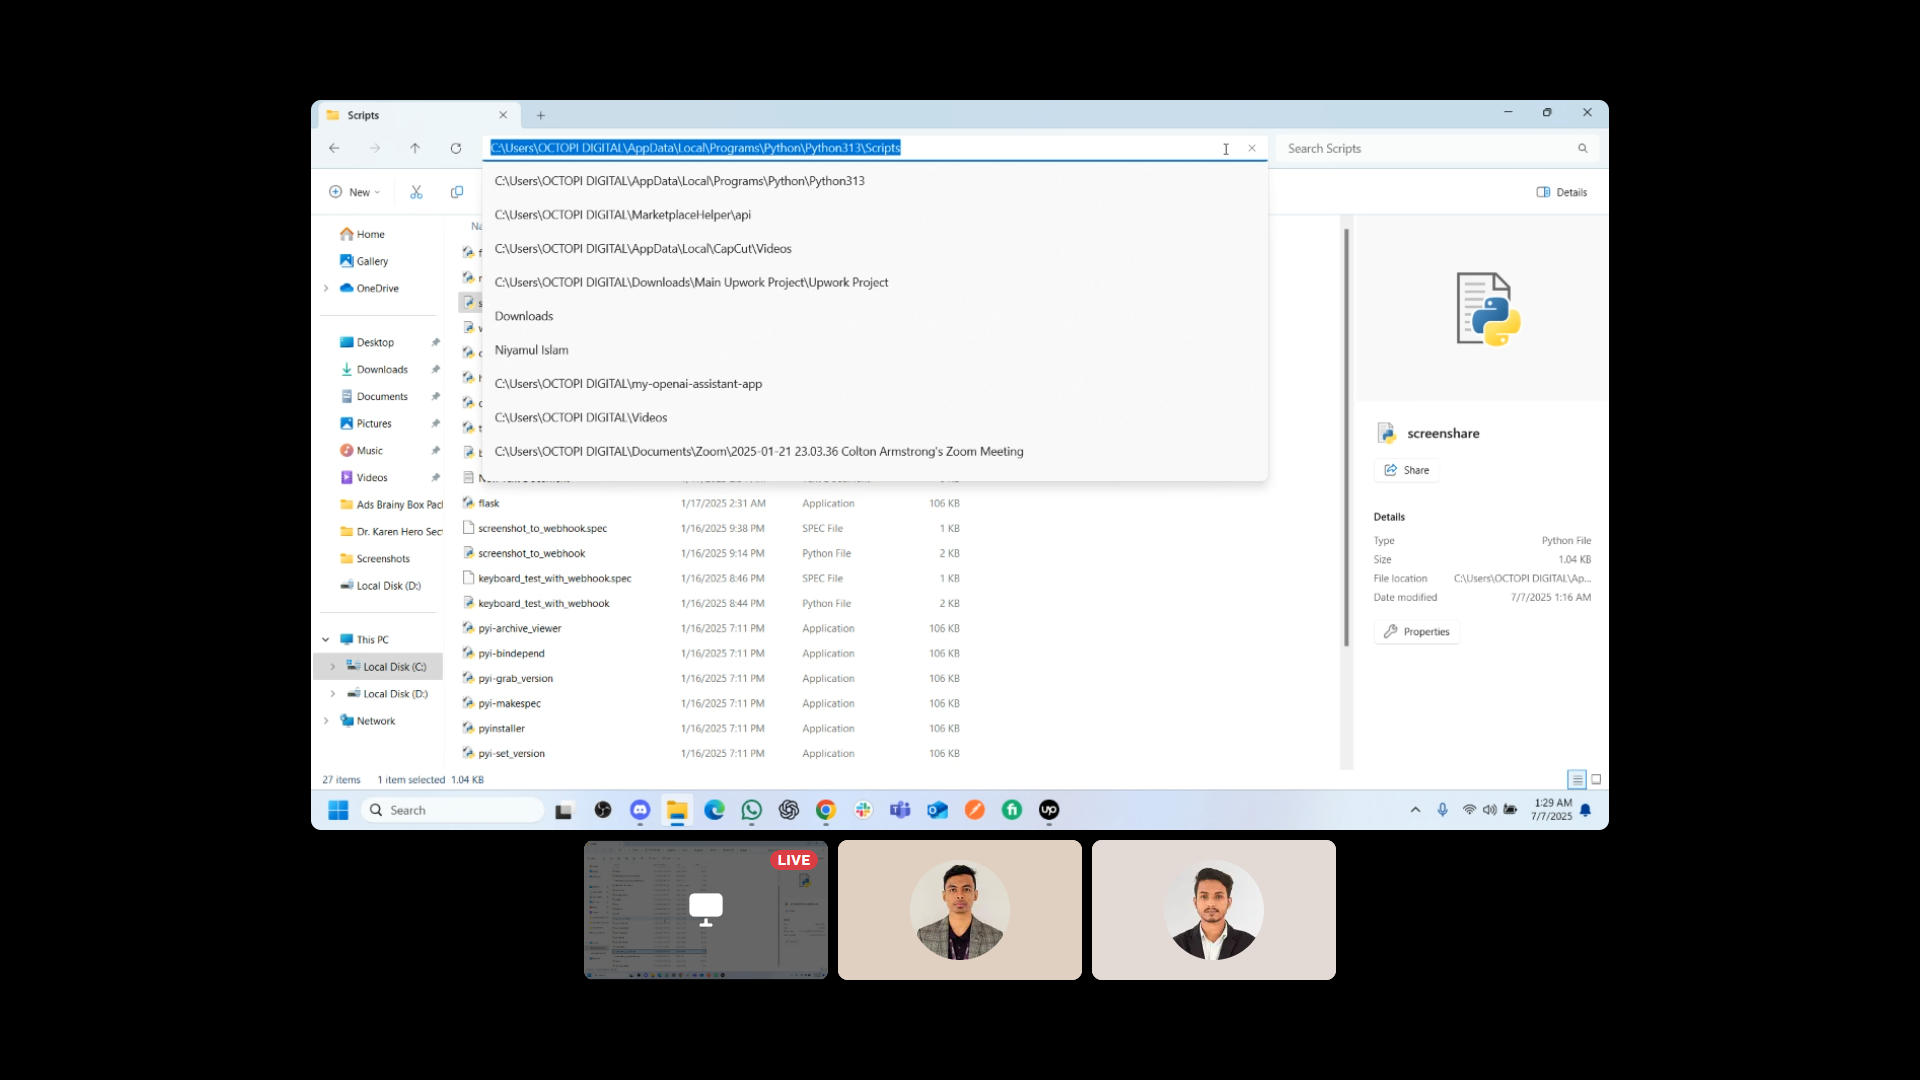 Scripts
C:\Users\OCTOPI DIGITAL\AppData\Local\Programs\Python\Python313\Scripts
Search Scripts
New
Details
C:\Users\OCTOPI DIGITAL\AppData\Local\Programs\Python\Python313
C:\Users\OCTOPI DIGITAL\MarketplaceHelper\api
C:\Users\OCTOPI DIGITAL\AppData\Local\CapCut\Videos
C:\Users\OCTOPI DIGITAL\Downloads\Main Upwork Project\Upwork Project
Downloads
Niyamul Islam
C:\Users\OCTOPI DIGITAL\my-openai-assistant-app
C:\Users\OCTOPI DIGITAL\Videos
C:\Users\OCTOPI DIGITAL\Documents\Zoom\2025-01-21 23.03.36 Colton Armstrong's Zoom Meeting
Home
Gallery
OneDrive
Desktop
Downloads
Documents
Pictures
Music
Videos
Ads Brainy Box Pac
Dr. Karen Hero Sec
Screenshots
Local Disk (D:)
This PC
Local Disk (C:)
Local Disk (D:)
Network
flask 1/17/2025 2:31 AM Application 106 KB
screenshot_to_webhook.spec 1/16/2025 9:38 PM SPEC File 1 KB
screenshot_to_webhook 1/16/2025 9:14 PM Python File 2 KB
keyboard_test_with_webhook.spec 1/16/2025 8:46 PM SPEC File 1 KB
keyboard_test_with_webhook 1/16/2025 8:44 PM Python File 2 KB
pyi-archive_viewer 1/16/2025 7:11 PM Application 106 KB
pyi-bindepend 1/16/2025 7:11 PM Application 106 KB
pyi-grab_version 1/16/2025 7:11 PM Application 106 KB
pyi-makespec 1/16/2025 7:11 PM Application 106 KB
pyinstaller 1/16/2025 7:11 PM Application 106 KB
pyi-set_version 1/16/2025 7:11 PM Application 106 KB
screenshare
Share
Details
Type Python File
Size 1.04 KB
File location C:\Users\OCTOPI DIGITAL\Ap...
Date modified 7/7/2025 1:16 AM
Properties
27 items 1 item selected 1.04 KB
Search
1:29 AM
7/7/2025
LIVE